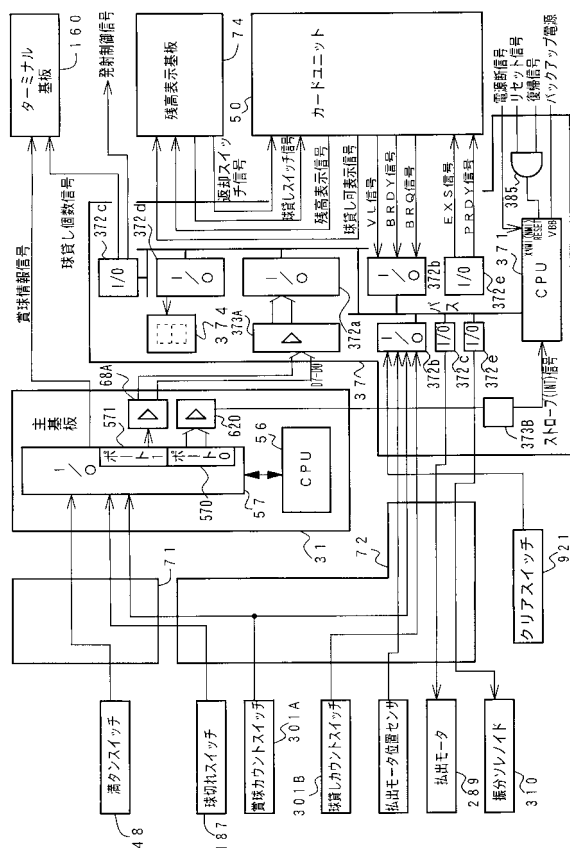 ターミナル
基板
160
発射制御信号
残高表示基板
74
カードユニット
50
電源断信号
リセット信号
復帰信号
バックアップ電源
賞球情報信号
球貸し個数信号
372c
I/O
372d
I/O
返却スイッ
チ信号
球貸しスイッチ信号
残高表示信号
球貸し可表示信号
VL信号
BRDY信号
BRQ信号
EXS信号
PRDY信号
385
374
373A
I/O
372a
I/O
372b
I/O
372e
バス
XNMI(NMI)
RESET
371
CPU
VBB
37
D7-D0
I/O
372b
I/O
372c
I/O
372e
373B
ストローブ(INT)信号
主基板
68A
571
I/O
ポート1
ポート0
620
570
57
56
CPU
31
71
72
満タンスイッチ
48
球切れスイッチ
187
賞球カウントスイッチ
301A
球貸しカウントスイッチ
301B
払出モータ位置センサ
払出モータ
289
振分ソレノイド
310
クリアスイッチ
921